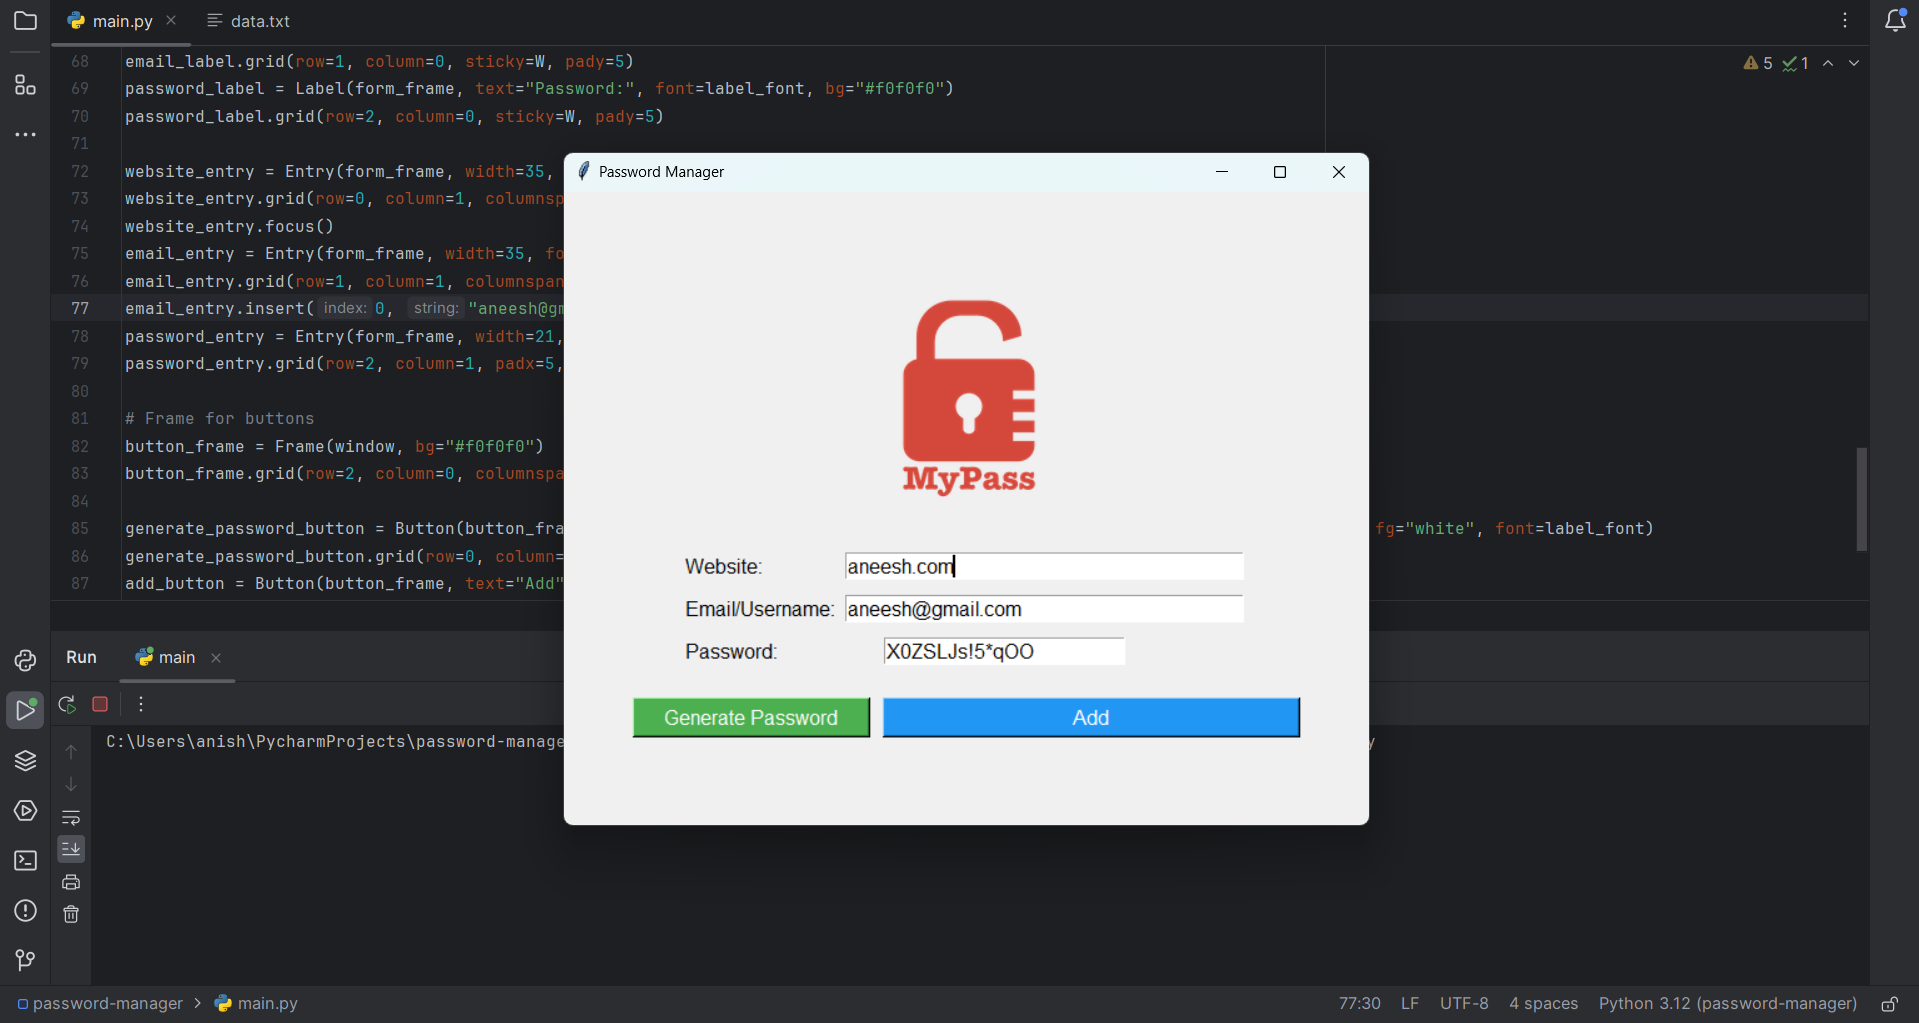 main.py
data.txt
68 email_label.grid(row=1, column=0, sticky=W, pady=5)
5 1
69 password_label = Label(form_frame, text="Password:", font=label_font, bg="#f0f0f0")
70 password_label.grid(row=2, column=0, sticky=W, pady=5)
71
72 website_entry = Entry(form_frame, width=35,
73 website_entry.grid(row=0, column=1, columnsp
74 website_entry.focus()
75 email_entry = Entry(form_frame, width=35, fo
76 email_entry.grid(row=1, column=1, columnspan
77 email_entry.insert( index: 0, string: "aneesh@gm
78 password_entry = Entry(form_frame, width=21,
79 password_entry.grid(row=2, column=1, padx=5,
80
81 # Frame for buttons
82 button_frame = Frame(window, bg="#f0f0f0")
83 button_frame.grid(row=2, column=0, columnspa
84
85 generate_password_button = Button(button_fra fg="white", font=label_font)
86 generate_password_button.grid(row=0, column=
87 add_button = Button(button_frame, text="Add"
Password Manager
MyPass
Website: aneesh.com
Email/Username: aneesh@gmail.com
Password: X0ZSLJs!5*qOO
Generate Password Add
Run main
C:\Users\anish\PycharmProjects\password-manage y
password-manager > main.py
77:30 LF UTF-8 4 spaces Python 3.12 (password-manager)